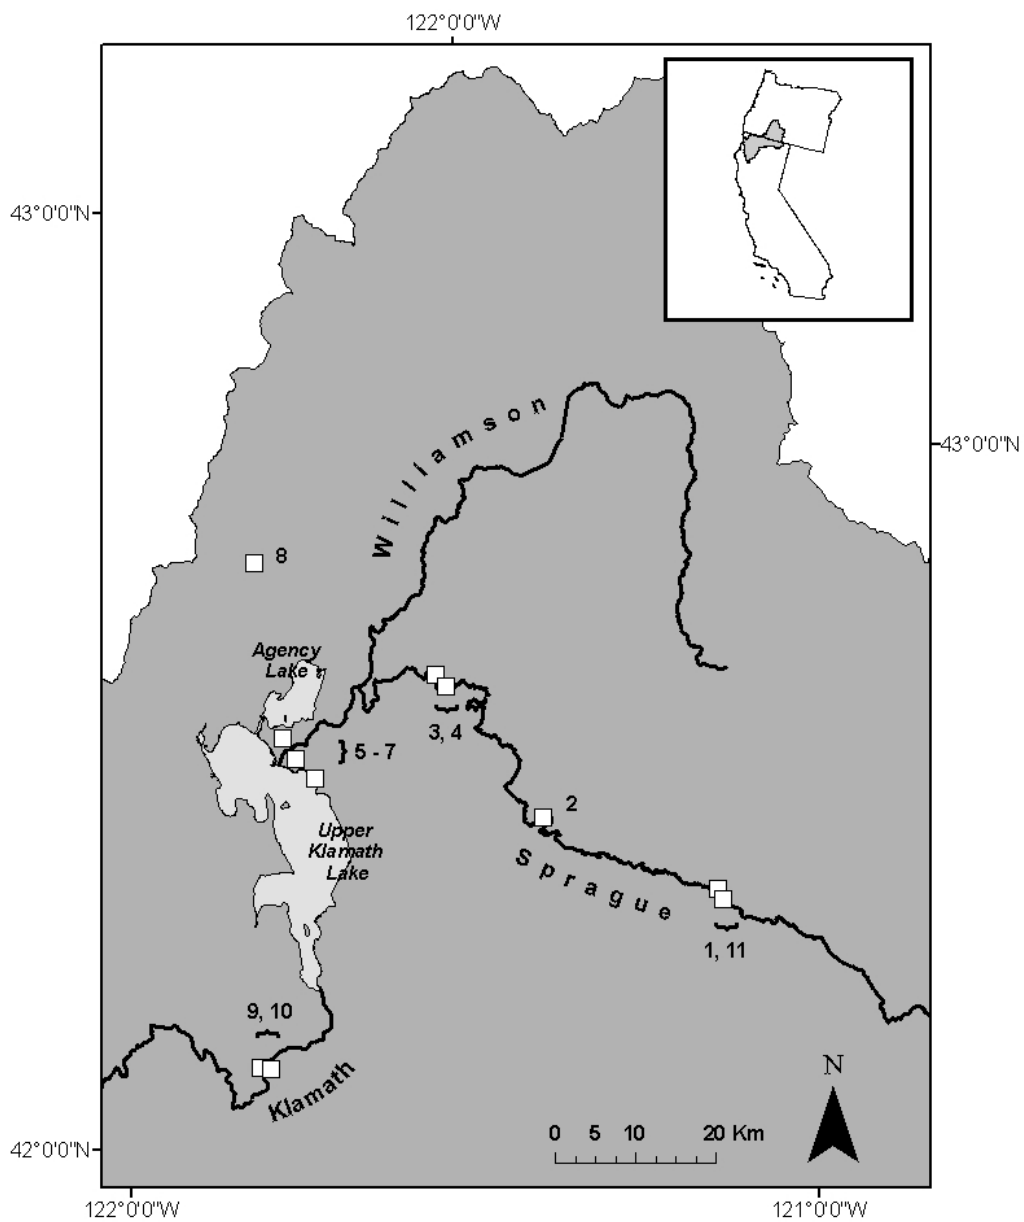 122°0'0"W
43°0'0"N
43°0'0"N
Williamson
8
Agency
Lake
3, 4
5 - 7
2
Upper
Klamath
Lake
Sprague
1, 11
9, 10
Klamath
N
0 5 10 20 Km
42°0'0"N
122°0'0"W
121°0'0"W